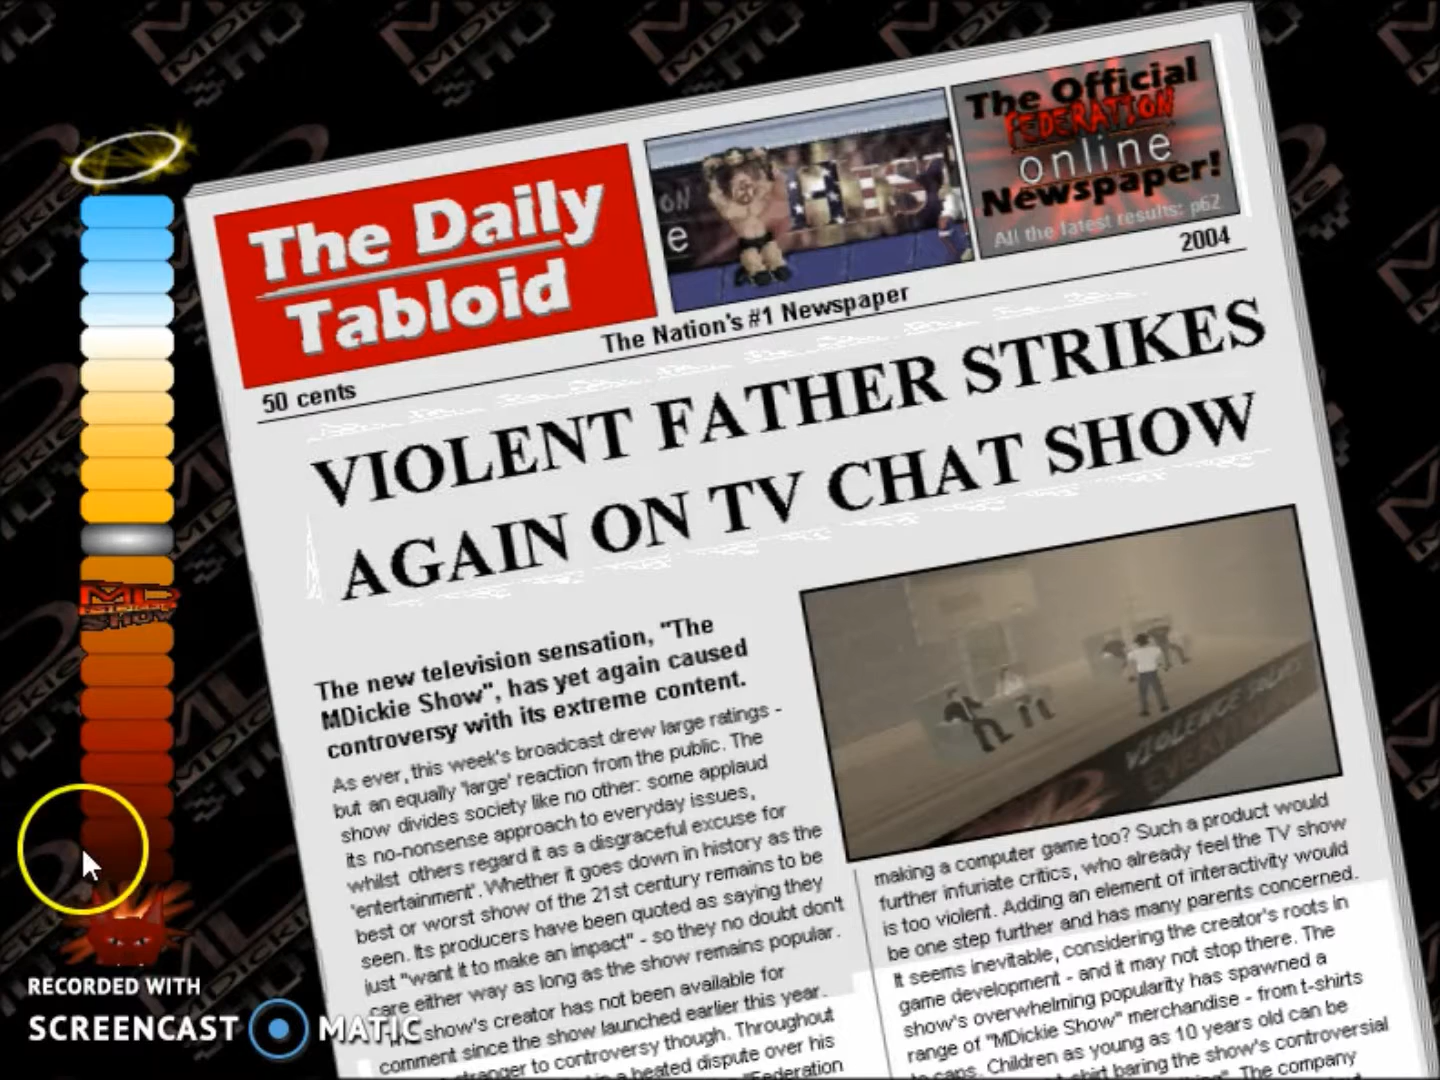 The Daily
Tabloid
The Official
FEDERATION
online
Newspaper!
All the latest results: p62
2004
The Nation's #1 Newspaper
50 cents
VIOLENT FATHER STRIKES
AGAIN ON TV CHAT SHOW
The new television sensation, "The
MDickie Show", has yet again caused
controversy with its extreme content.
As ever, this week's broadcast drew large ratings -
but an equally 'large' reaction from the public. The
show divides society like no other: some applaud
its no-nonsense approach to everyday issues,
whilst others regard it as a disgraceful excuse for
'entertainment'. Whether it goes down in history as the
best or worst show of the 21st century remains to be
seen. Its producers have been quoted as saying they
just "want it to make an impact" - so they no doubt don't
care either way as long as the show remains popular.
show's creator has not been available for
comment since the show launched earlier this year.
stranger to controversy though. Throughout
in a heated dispute over his
"Federation
VIOLENCE
making a computer game too? Such a product would
further infuriate critics, who already feel the TV show
is too violent. Adding an element of interactivity would
be one step further and has many parents concerned.
It seems inevitable, considering the creator's roots in
game development - and it may not stop there. The
show's overwhelming popularity has spawned a
range of "MDickie Show" merchandise - from t-shirts
to caps. Children as young as 10 years old can be
shirt baring the show's controversial
The company
MD
SHOW
RECORDED WITH
SCREENCAST MATIC